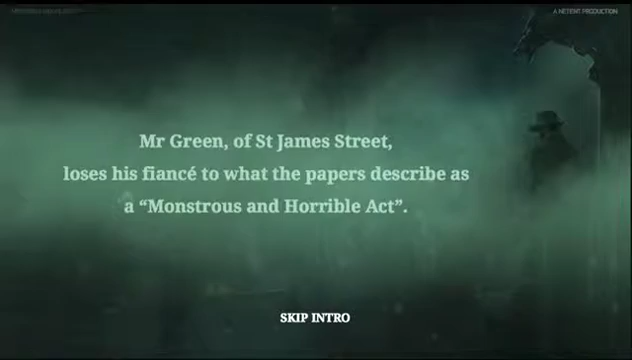 A NETENT PRODUCTION
Mr Green, of St James Street,
loses his fiancé to what the papers describe as
a “Monstrous and Horrible Act”.
SKIP INTRO